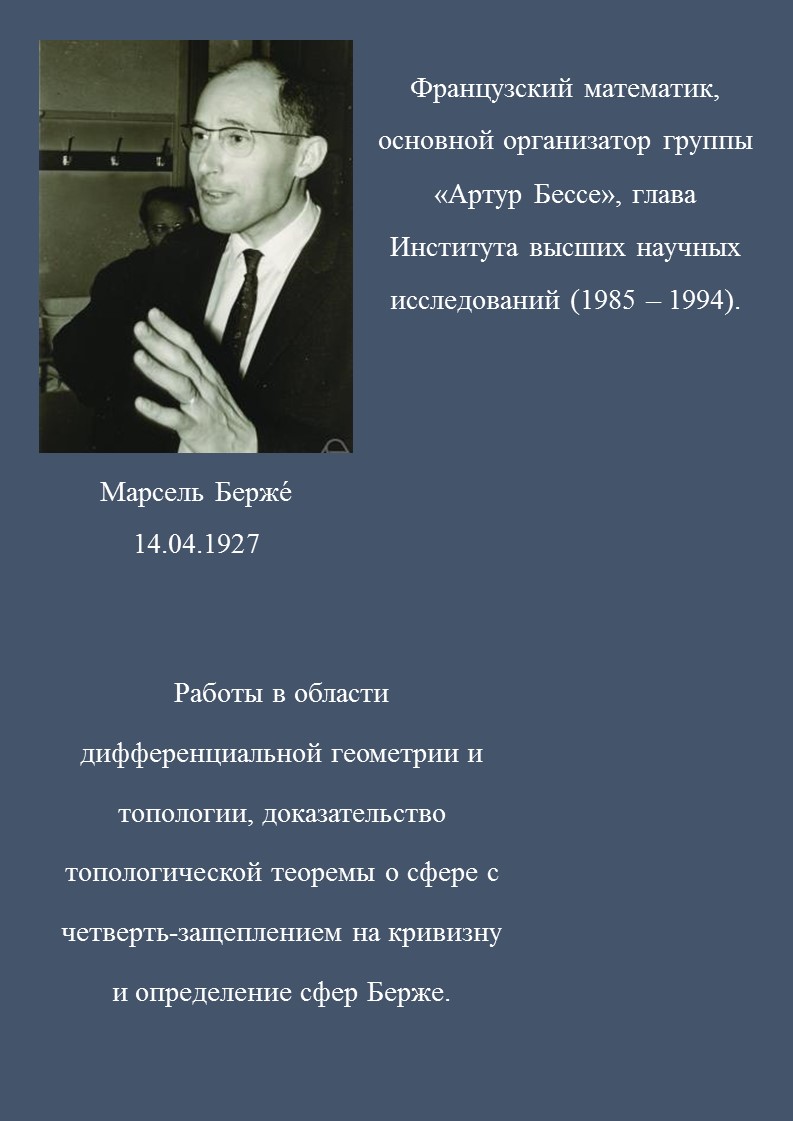 Французский математик,
основной организатор группы
«Артур Бессе», глава
Института высших научных
исследований (1985 – 1994).
Марсель Берже́
14.04.1927
Работы в области
дифференциальной геометрии и
топологии, доказательство
топологической теоремы о сфере с
четверть-защеплением на кривизну
и определение сфер Берже.